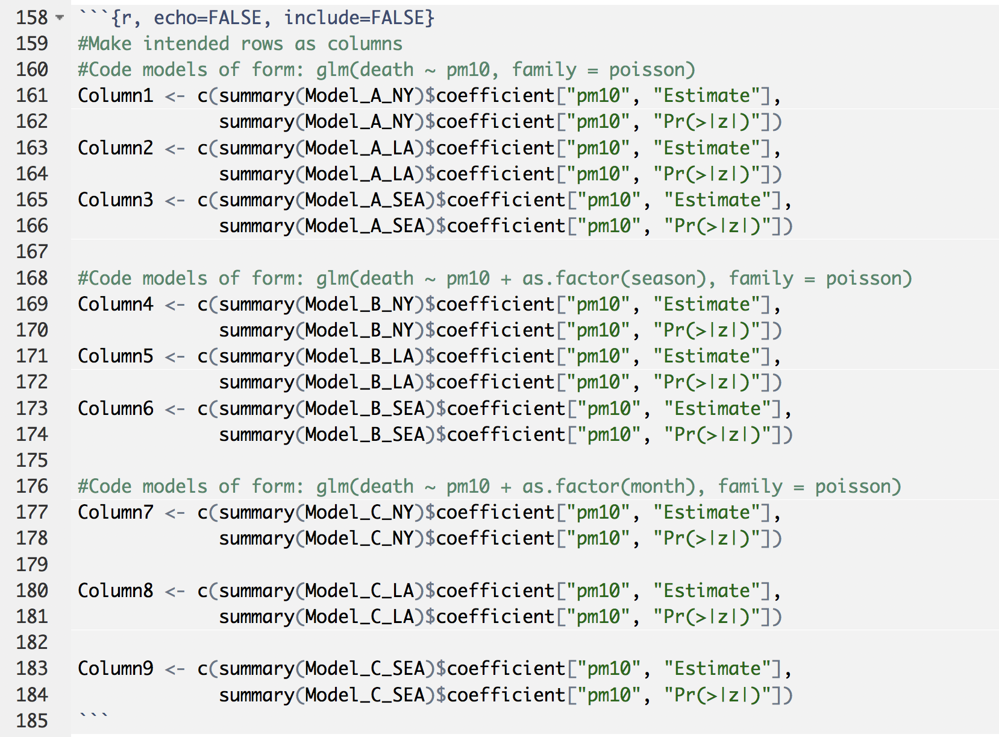 158 ```{r, echo=FALSE, include=FALSE}
159 #Make intended rows as columns
160 #Code models of form: glm(death ~ pm10, family = poisson)
161 Column1 <- c(summary(Model_A_NY)$coefficient["pm10", "Estimate"],
162              summary(Model_A_NY)$coefficient["pm10", "Pr(>|z|)"])
163 Column2 <- c(summary(Model_A_LA)$coefficient["pm10", "Estimate"],
164              summary(Model_A_LA)$coefficient["pm10", "Pr(>|z|)"])
165 Column3 <- c(summary(Model_A_SEA)$coefficient["pm10", "Estimate"],
166              summary(Model_A_SEA)$coefficient["pm10", "Pr(>|z|)"])
167
168 #Code models of form: glm(death ~ pm10 + as.factor(season), family = poisson)
169 Column4 <- c(summary(Model_B_NY)$coefficient["pm10", "Estimate"],
170              summary(Model_B_NY)$coefficient["pm10", "Pr(>|z|)"])
171 Column5 <- c(summary(Model_B_LA)$coefficient["pm10", "Estimate"],
172              summary(Model_B_LA)$coefficient["pm10", "Pr(>|z|)"])
173 Column6 <- c(summary(Model_B_SEA)$coefficient["pm10", "Estimate"],
174              summary(Model_B_SEA)$coefficient["pm10", "Pr(>|z|)"])
175
176 #Code models of form: glm(death ~ pm10 + as.factor(month), family = poisson)
177 Column7 <- c(summary(Model_C_NY)$coefficient["pm10", "Estimate"],
178              summary(Model_C_NY)$coefficient["pm10", "Pr(>|z|)"])
179
180 Column8 <- c(summary(Model_C_LA)$coefficient["pm10", "Estimate"],
181              summary(Model_C_LA)$coefficient["pm10", "Pr(>|z|)"])
182
183 Column9 <- c(summary(Model_C_SEA)$coefficient["pm10", "Estimate"],
184              summary(Model_C_SEA)$coefficient["pm10", "Pr(>|z|)"])
185 ```